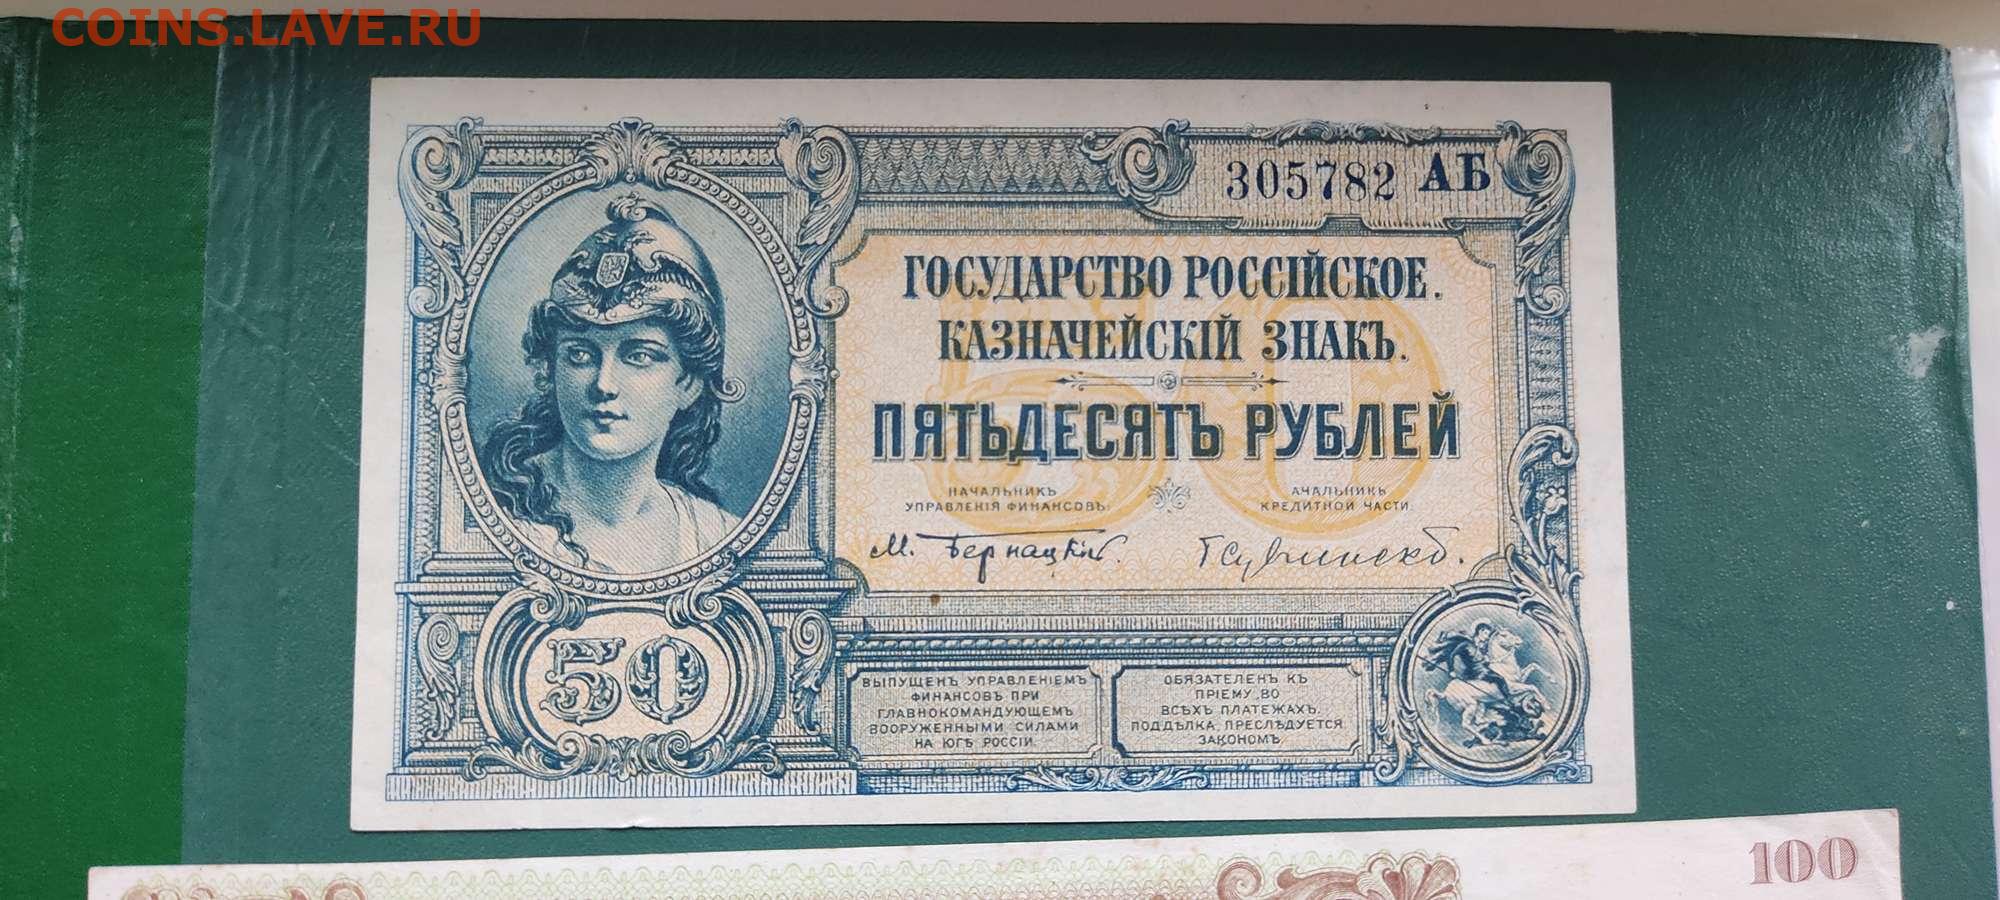 COINS.LAVE.RU
305782 АБ
ГОСУДАРСТВО РОССІЙСКОЕ.
КАЗНАЧЕЙСКІЙ ЗНАКЪ.
ПЯТЬДЕСЯТЪ РУБЛЕЙ
НАЧАЛЬНИКЪ
УПРАВЛЕНІЯ ФИНАНСОВЪ.
АЧАЛЬНИКЪ
КРЕДИТНОЙ ЧАСТИ.
М. Бернацкій.
50
50
ВЫПУЩЕНЪ УПРАВЛЕНІЕМЪ
ФИНАНСОВЪ ПРИ
ГЛАВНОКОМАНДУЮЩЕМЪ
ВООРУЖЕННЫМИ СИЛАМИ
НА ЮГѢ РОССІИ.
ОБЯЗАТЕЛЕНЪ КЪ
ПРІЕМУ ВО
ВСѢХЪ ПЛАТЕЖАХЪ.
ПОДДѢЛКА ПРЕСЛѢДУЕТСЯ
ЗАКОНОМЪ
100